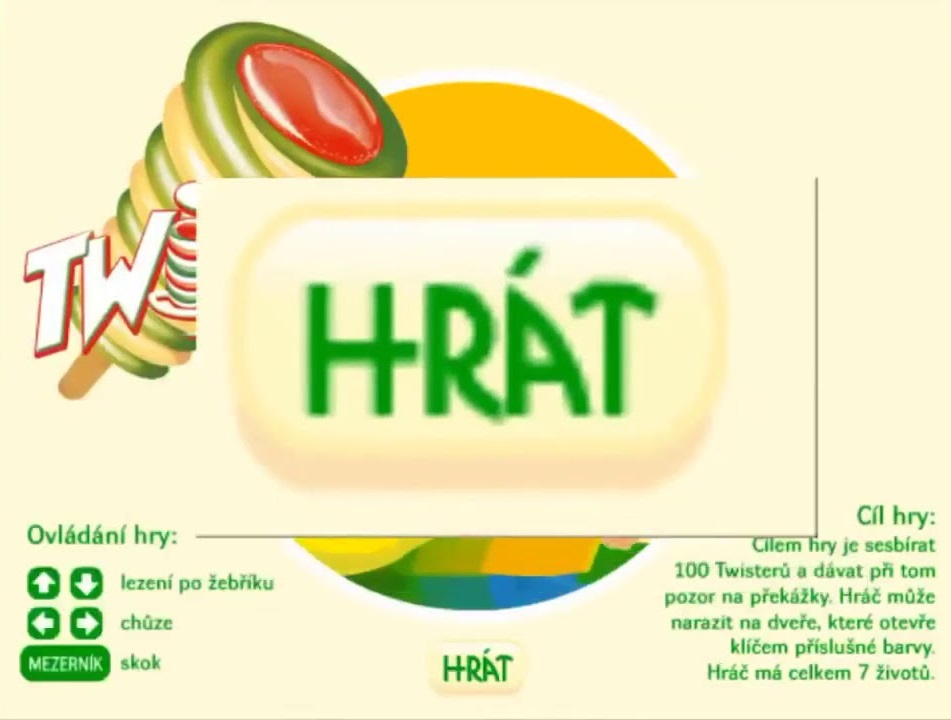 TW
HRÁT
Ovládání hry:
lezení po žebříku
chůze
MEZERNÍK skok
HRÁT
Cíl hry:
Cílem hry je sesbírat
100 Twisterů a dávat při tom
pozor na překážky. Hráč může
narazit na dveře, které otevře
klíčem příslušné barvy.
Hráč má celkem 7 životů.